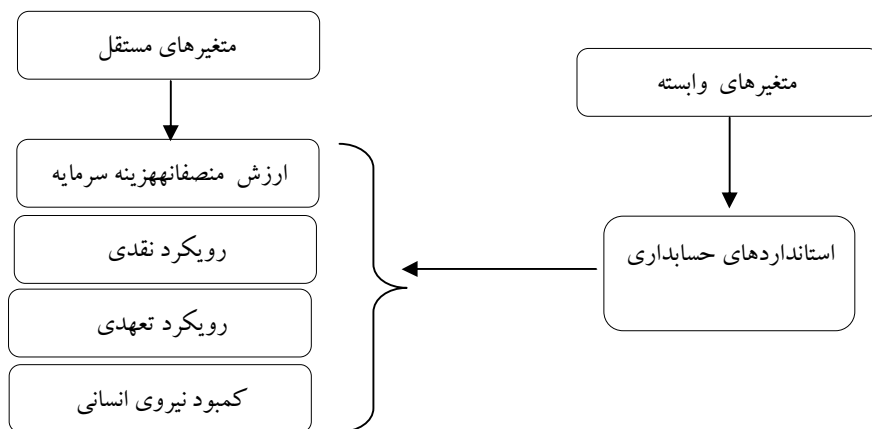 متغیرهای مستقل
متغیرهای وابسته
ارزش منصفانههزینه سرمایه
استانداردهای حسابداری
رویکرد نقدی
رویکرد تعهدی
کمبود نیروی انسانی